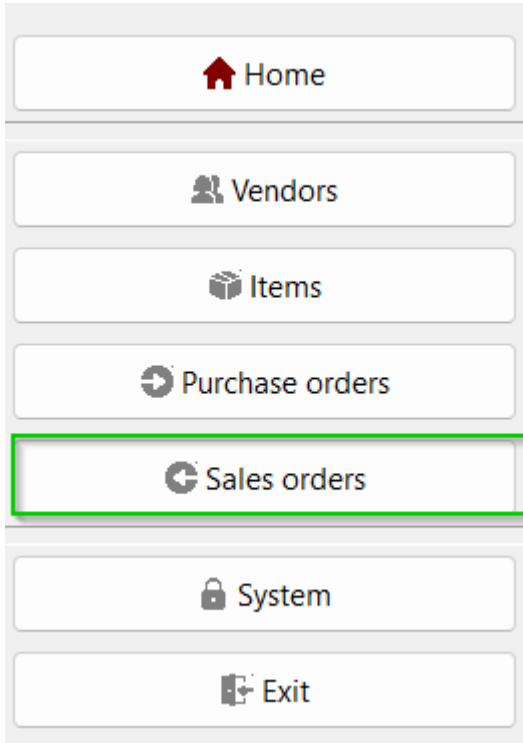 Home
Vendors
Items
Purchase orders
Sales orders
System
Exit